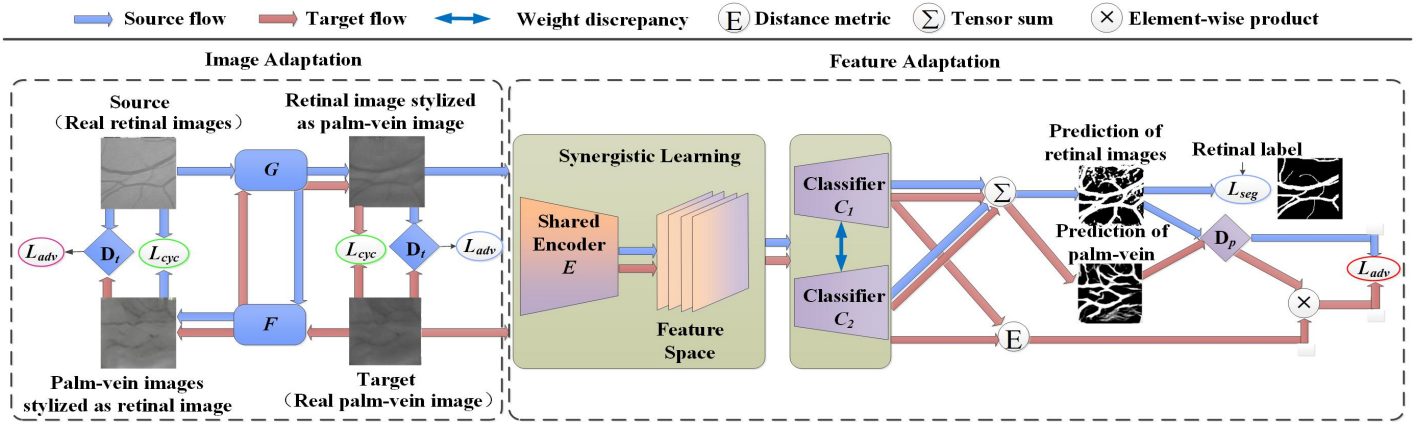 Source flow
Target flow
Weight discrepancy
E
Distance metric
Σ
Tensor sum
×
Element-wise product
Image Adaptation
Feature Adaptation
Source
(Real retinal images)
Retinal image stylized
as palm-vein image
G
D_t
L_adv
L_cyc
L_cyc
D_t
L_adv
F
Palm-vein images
stylized as retinal image
Target
(Real palm-vein image)
Synergistic Learning
Shared
Encoder
E
Feature
Space
Classifier
C_1
Classifier
C_2
Σ
E
Prediction of
retinal images
Retinal label
L_seg
Prediction of
palm-vein
D_p
L_adv
×